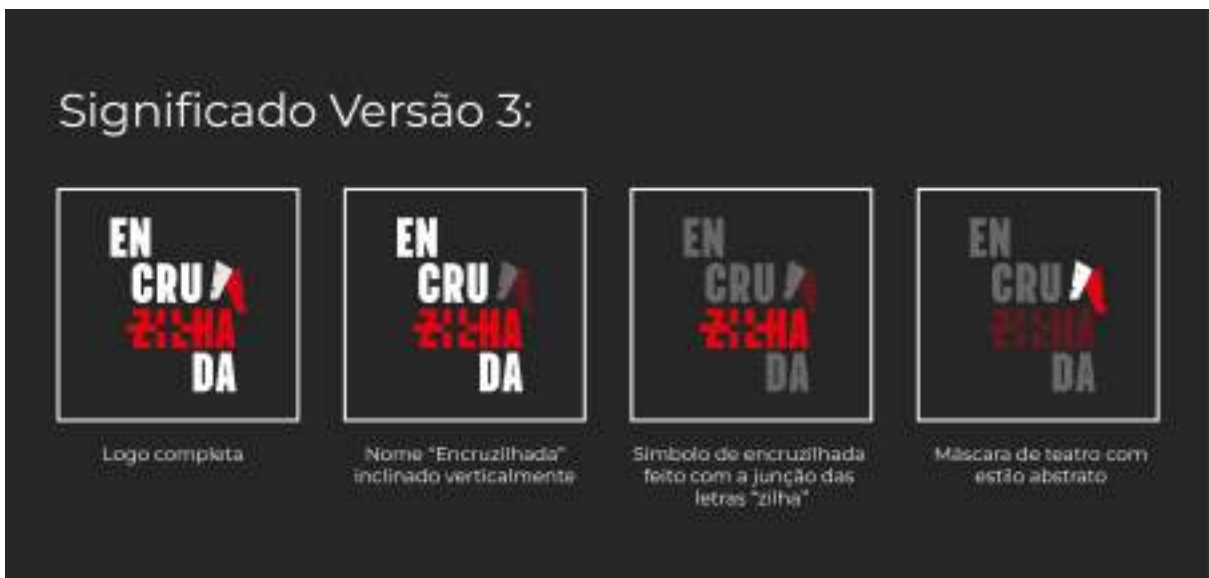 Significado Versão 3:
EN
CRU
ZILHA
DA
EN
CRU
ZILHA
DA
EN
CRU
ZILHA
DA
EN
CRU
ZILHA
DA
Logo completa
Nome "Encruzilhada"
inclinado verticalmente
Símbolo de encruzilhada
feito com a junção das
letras "zilha"
Máscara de teatro com
estilo abstrato